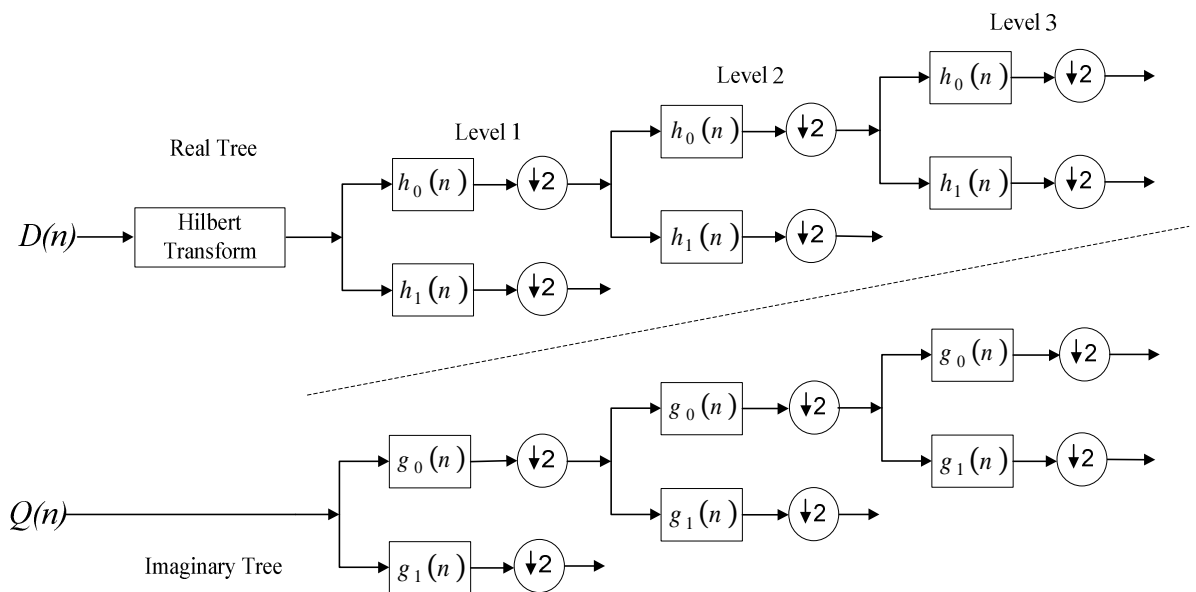 Level 3
h₀(n) ↓2
Level 2
h₀(n) ↓2
Level 1
Real Tree
h₁(n) ↓2
h₀(n) ↓2
D(n)
Hilbert
Transform
h₁(n) ↓2
h₁(n) ↓2
g₀(n) ↓2
g₀(n) ↓2
g₀(n) ↓2
g₁(n) ↓2
Q(n)
g₁(n) ↓2
Imaginary Tree
g₁(n) ↓2